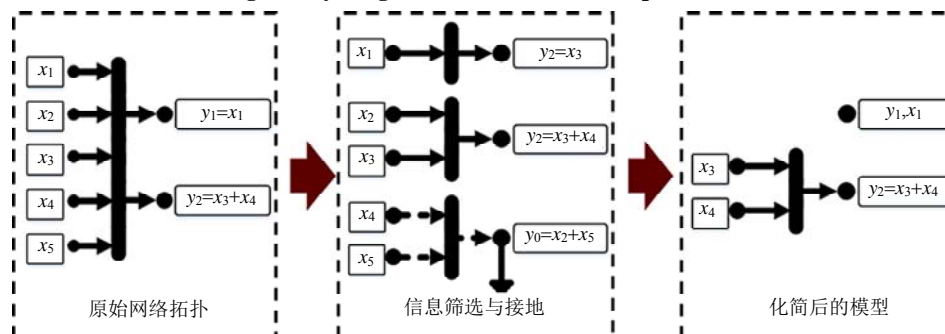 x1
x2
x3
x4
x5
y1=x1
y2=x3+x4
原始网络拓扑
x1
x2
x3
x4
x5
y2=x3
y2=x3+x4
y0=x2+x5
信息筛选与接地
x3
x4
y1,x1
y2=x3+x4
化简后的模型